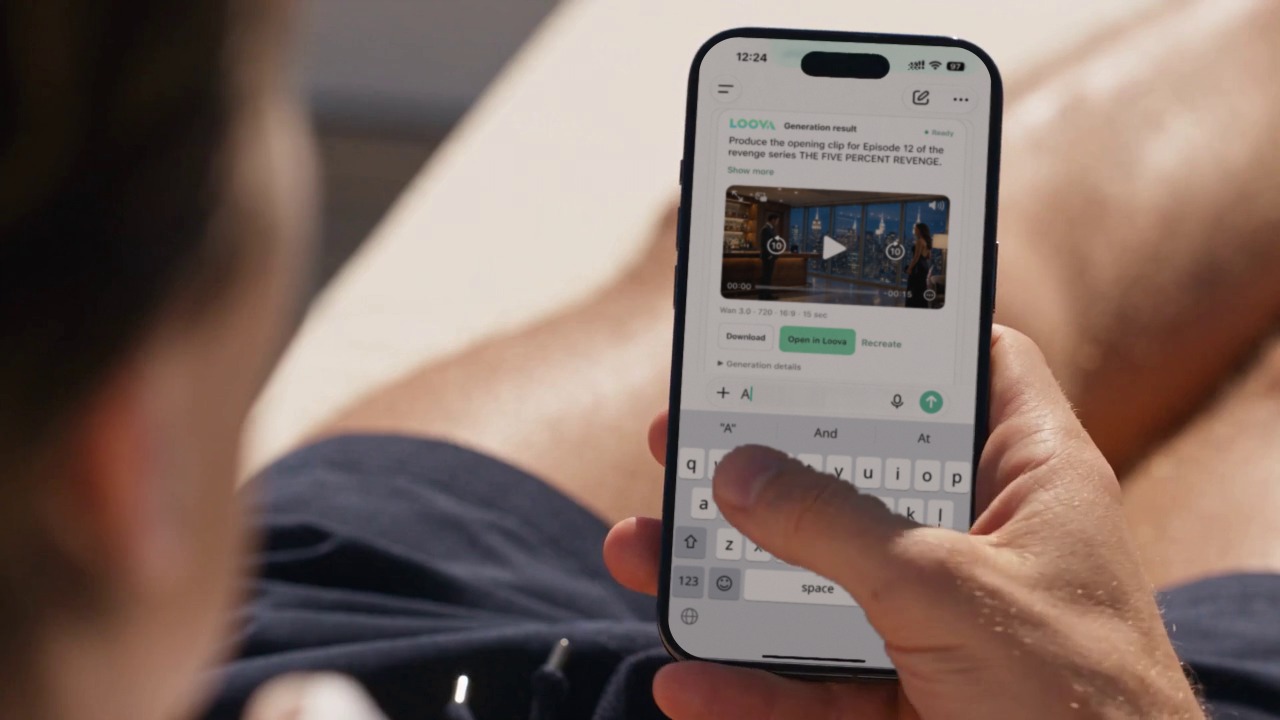 12:24
97
LOOVA Generation result
Ready
Produce the opening clip for Episode 12 of the
revenge series THE FIVE PERCENT REVENGE.
Show more
10
10
00:00
-00:15
Wan 3.0 · 720 · 16:9 · 15 sec
Download
Open in Loova
Recreate
Generation details
A
"A"
And
At
q
y u i o p
a
k l
z
123
space